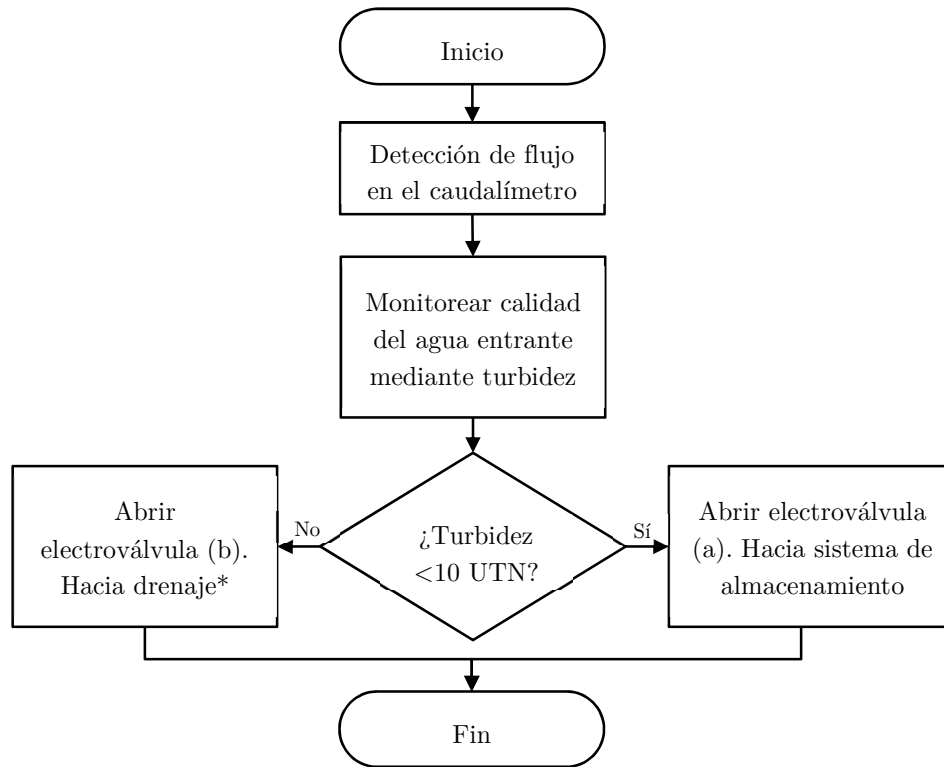 Inicio
Detección de flujo
en el caudalímetro
Monitorear calidad
del agua entrante
mediante turbidez
Abrir
electroválvula (b).
Hacia drenaje*
No
¿Turbidez
<10 UTN?
Sí
Abrir electroválvula
(a). Hacia sistema de
almacenamiento
Fin